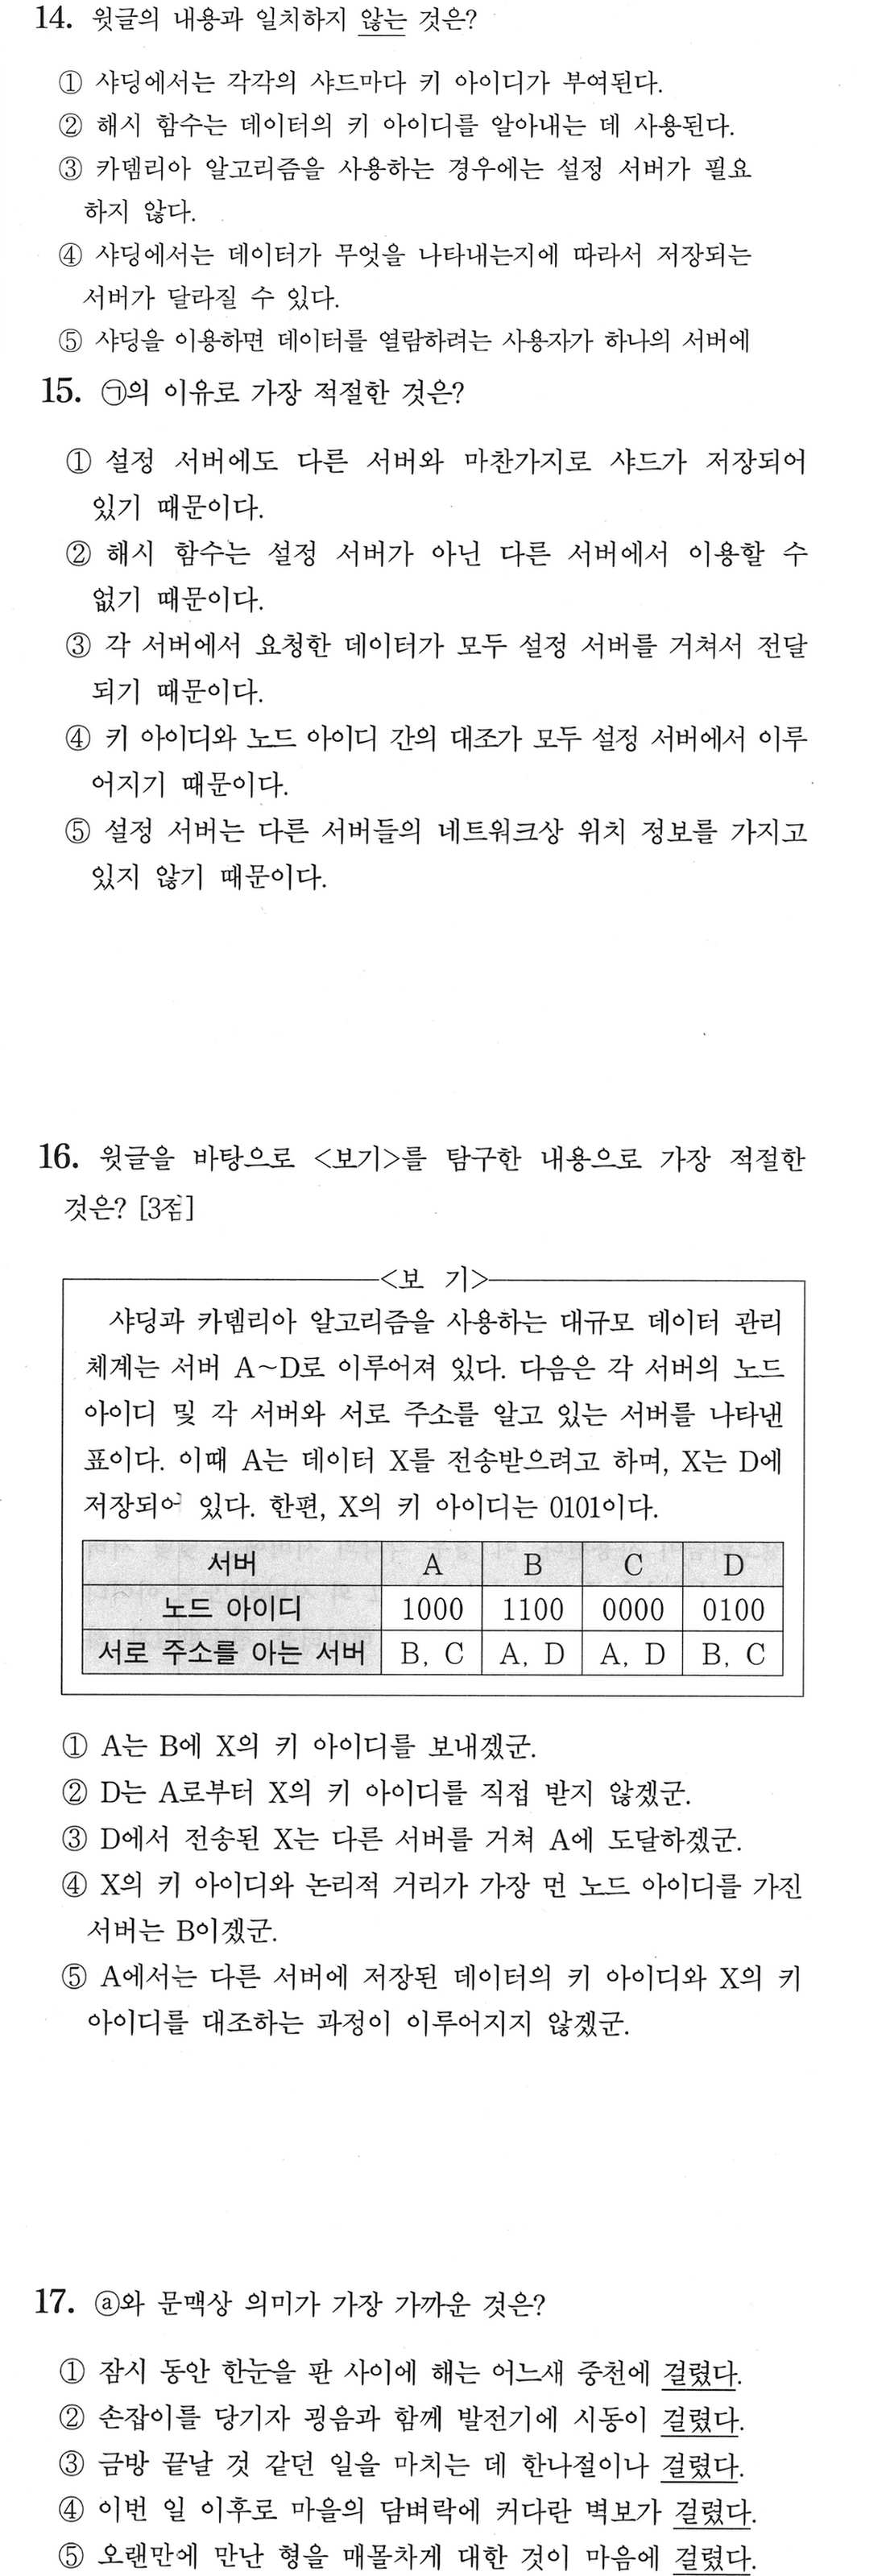 14. 윗글의 내용과 일치하지 않는 것은?
① 샤딩에서는 각각의 샤드마다 키 아이디가 부여된다.
② 해시 함수는 데이터의 키 아이디를 알아내는 데 사용된다.
③ 카뎀리아 알고리즘을 사용하는 경우에는 설정 서버가 필요
하지 않다.
④ 샤딩에서는 데이터가 무엇을 나타내는지에 따라서 저장되는
서버가 달라질 수 있다.
⑤ 샤딩을 이용하면 데이터를 열람하려는 사용자가 하나의 서버에
15. ㉠의 이유로 가장 적절한 것은?
① 설정 서버에도 다른 서버와 마찬가지로 샤드가 저장되어
있기 때문이다.
② 해시 함수는 설정 서버가 아닌 다른 서버에서 이용할 수
없기 때문이다.
③ 각 서버에서 요청한 데이터가 모두 설정 서버를 거쳐서 전달
되기 때문이다.
④ 키 아이디와 노드 아이디 간의 대조가 모두 설정 서버에서 이루
어지기 때문이다.
⑤ 설정 서버는 다른 서버들의 네트워크상 위치 정보를 가지고
있지 않기 때문이다.
16. 윗글을 바탕으로 <보기>를 탐구한 내용으로 가장 적절한
것은? [3점]
<보 기>
샤딩과 카뎀리아 알고리즘을 사용하는 대규모 데이터 관리
체계는 서버 A~D로 이루어져 있다. 다음은 각 서버의 노드
아이디 및 각 서버와 서로 주소를 알고 있는 서버를 나타낸
표이다. 이때 A는 데이터 X를 전송받으려고 하며, X는 D에
저장되어 있다. 한편, X의 키 아이디는 0101이다.
서버 A B C D
노드 아이디 1000 1100 0000 0100
서로 주소를 아는 서버 B, C A, D A, D B, C
① A는 B에 X의 키 아이디를 보내겠군.
② D는 A로부터 X의 키 아이디를 직접 받지 않겠군.
③ D에서 전송된 X는 다른 서버를 거쳐 A에 도달하겠군.
④ X의 키 아이디와 논리적 거리가 가장 먼 노드 아이디를 가진
서버는 B이겠군.
⑤ A에서는 다른 서버에 저장된 데이터의 키 아이디와 X의 키
아이디를 대조하는 과정이 이루어지지 않겠군.
17. ⓐ와 문맥상 의미가 가장 가까운 것은?
① 잠시 동안 한눈을 판 사이에 해는 어느새 중천에 걸렸다.
② 손잡이를 당기자 굉음과 함께 발전기에 시동이 걸렸다.
③ 금방 끝날 것 같던 일을 마치는 데 한나절이나 걸렸다.
④ 이번 일 이후로 마을의 담벼락에 커다란 벽보가 걸렸다.
⑤ 오랜만에 만난 형을 매몰차게 대한 것이 마음에 걸렸다.